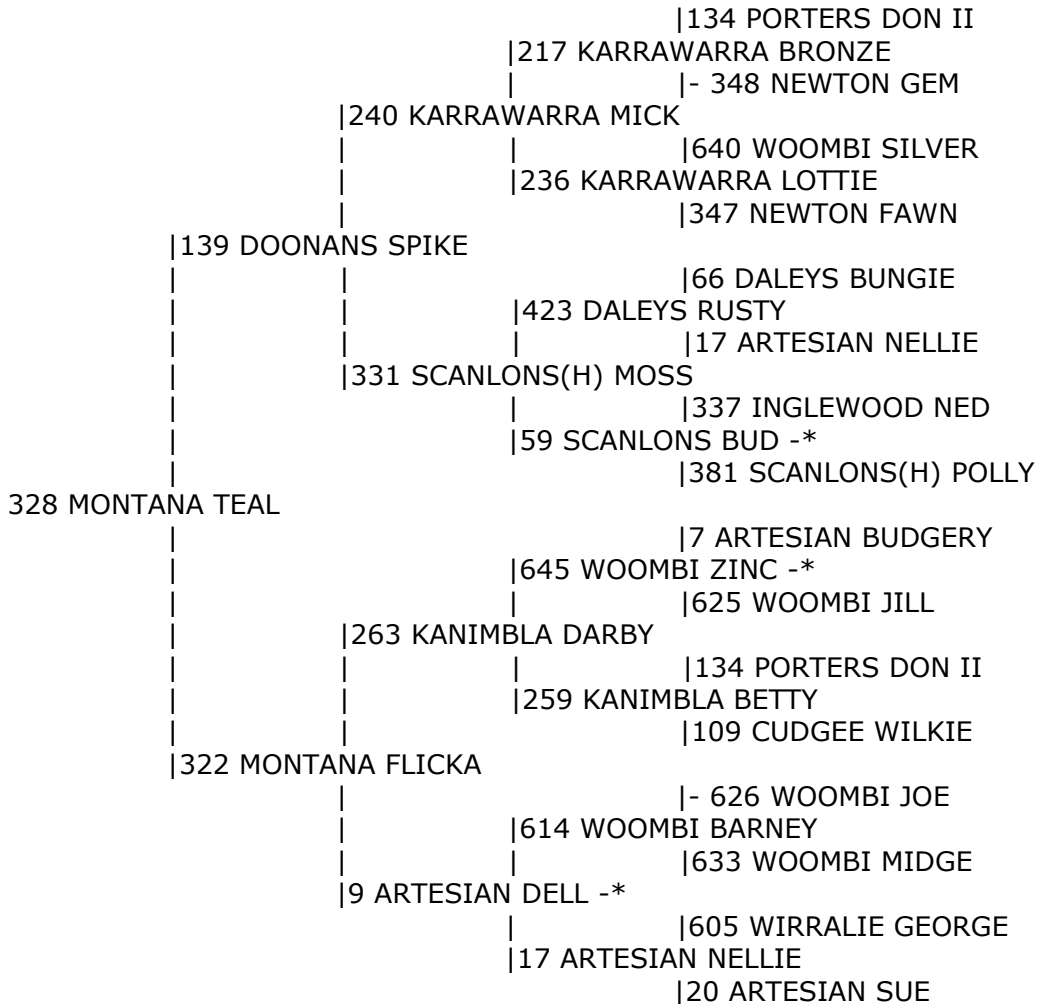 |134 PORTERS DON II
|217 KARRAWARRA BRONZE
| |- 348 NEWTON GEM
|240 KARRAWARRA MICK
| | |640 WOOMBI SILVER
| |236 KARRAWARRA LOTTIE
| |347 NEWTON FAWN
|139 DOONANS SPIKE
| | |66 DALEYS BUNGIE
| | |423 DALEYS RUSTY
| | | |17 ARTESIAN NELLIE
| |331 SCANLONS(H) MOSS
| | |337 INGLEWOOD NED
| |59 SCANLONS BUD -*
| |381 SCANLONS(H) POLLY
328 MONTANA TEAL
| |7 ARTESIAN BUDGERY
| |645 WOOMBI ZINC -*
| | |625 WOOMBI JILL
| |263 KANIMBLA DARBY
| | | |134 PORTERS DON II
| | |259 KANIMBLA BETTY
| | |109 CUDGEE WILKIE
|322 MONTANA FLICKA
| |- 626 WOOMBI JOE
| |614 WOOMBI BARNEY
| | |633 WOOMBI MIDGE
|9 ARTESIAN DELL -*
| |605 WIRRALIE GEORGE
|17 ARTESIAN NELLIE
|20 ARTESIAN SUE